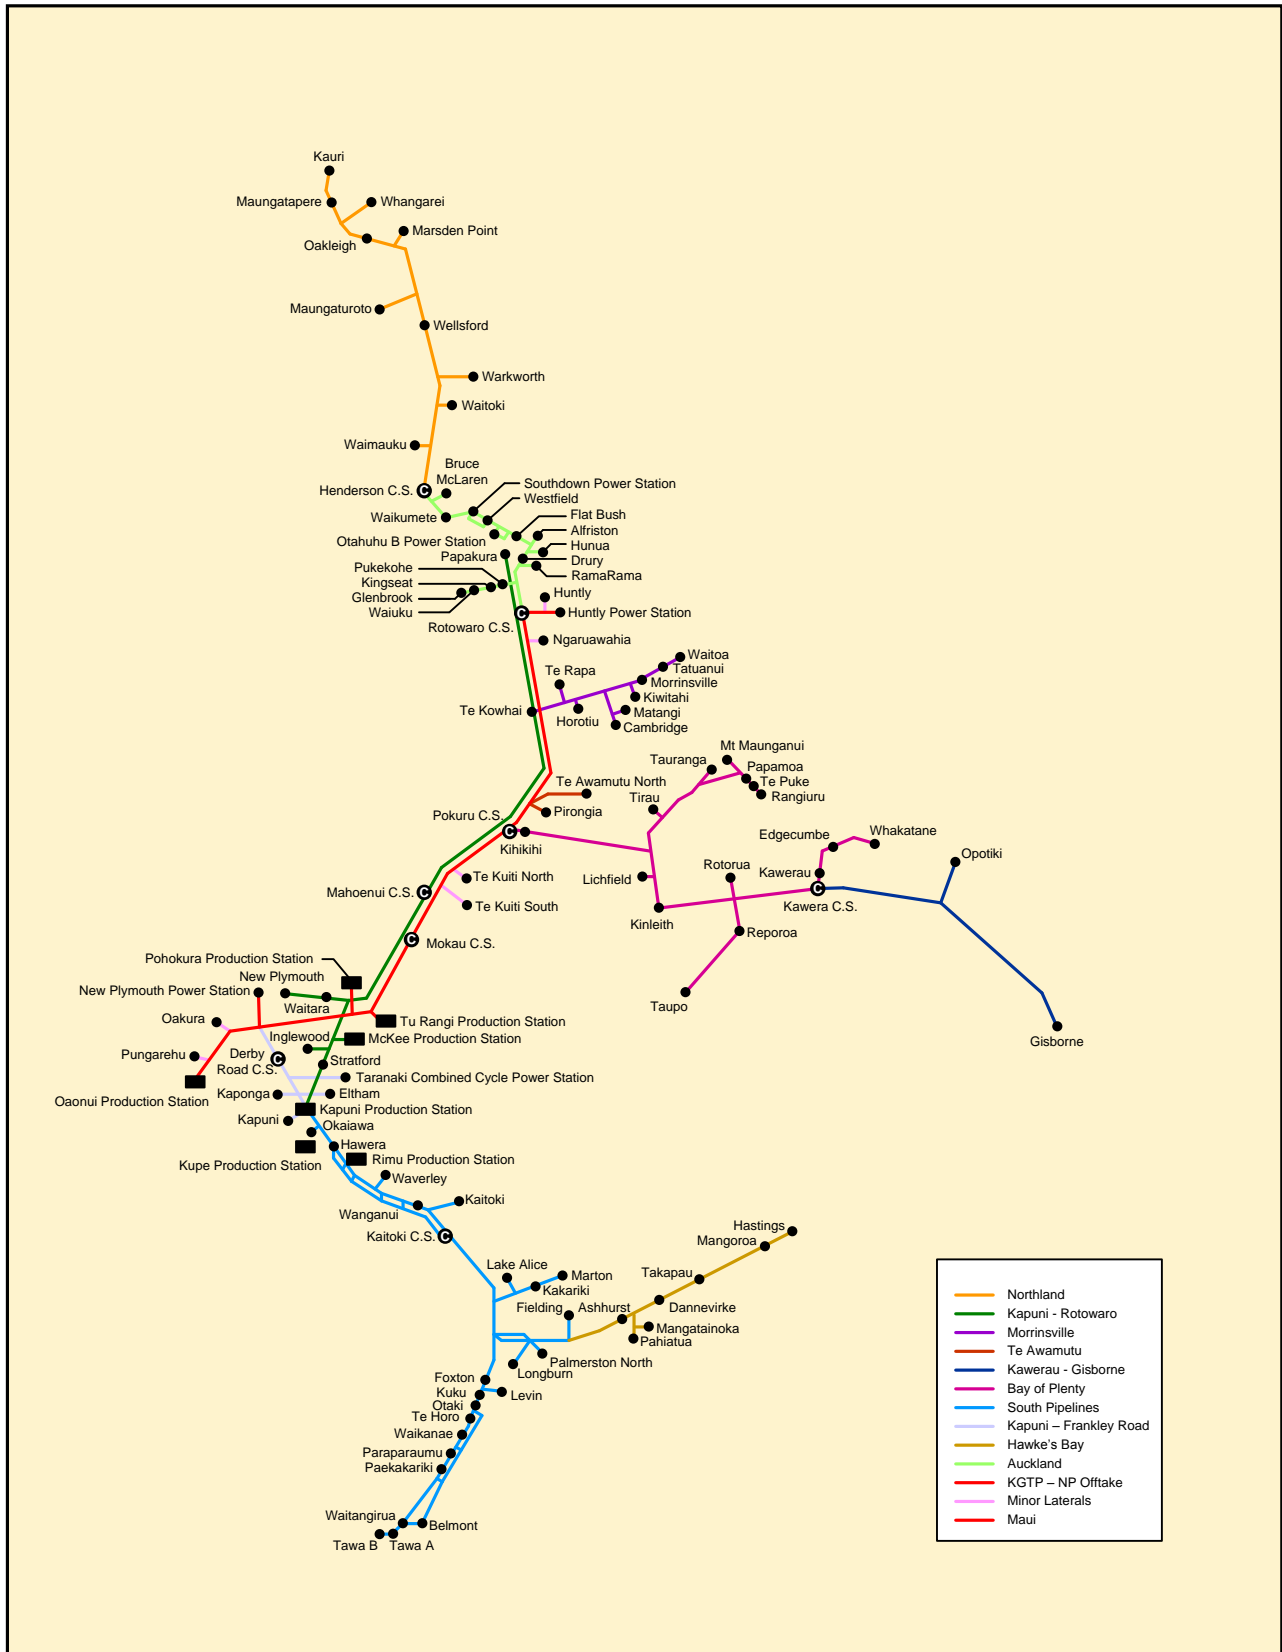 Kauri
Maungatapere
Whangarei
Marsden Point
Oakleigh
Maungaturoto
Wellsford
Warkworth
Waitoki
Waimauku
Bruce
McLaren
Henderson C.S.
C
Southdown Power Station
Westfield
Waikumete
Flat Bush
Alfriston
Otahuhu B Power Station
Hunua
Papakura
Drury
Pukekohe
RamaRama
Kingseat
Huntly
Glenbrook
Waiuku
Huntly Power Station
Rotowaro C.S.
C
Ngaruawahia
Waitoa
Te Rapa
Tatuanui
Morrinsville
Kiwitahi
Te Kowhai
Matangi
Horotiu
Cambridge
Mt Maunganui
Tauranga
Papamoa
Te Awamutu North
Te Puke
Rangiuru
Tirau
Pokuru C.S.
C
Pirongia
Kihikihi
Edgecumbe
Whakatane
Opotiki
Rotorua
Kawerau
Te Kuiti North
Lichfield
Mahoenui C.S.
C
Kawera C.S.
C
Te Kuiti South
Kinleith
Reporoa
Mokau C.S.
C
Pohokura Production Station
New Plymouth
New Plymouth Power Station
Waitara
Taupo
Oakura
Tu Rangi Production Station
Gisborne
Inglewood
McKee Production Station
Pungarehu
Derby
Road C.S.
C
Stratford
Taranaki Combined Cycle Power Station
Oaonui Production Station
Kaponga
Eltham
Kapuni Production Station
Kapuni
Okaiawa
Hawera
Kupe Production Station
Rimu Production Station
Waverley
Kaitoki
Wanganui
Kaitoki C.S.
C
Hastings
Mangoroa
Lake Alice
Marton
Takapau
Kakariki
Fielding
Ashhurst
Dannevirke
Mangatainoka
Pahiatua
Palmerston North
Longburn
Foxton
Kuku
Levin
Otaki
Te Horo
Waikanae
Paraparaumu
Paekakariki
Waitangirua
Belmont
Tawa B
Tawa A
Northland
Kapuni - Rotowaro
Morrinsville
Te Awamutu
Kawerau - Gisborne
Bay of Plenty
South Pipelines
Kapuni – Frankley Road
Hawke's Bay
Auckland
KGTP – NP Offtake
Minor Laterals
Maui